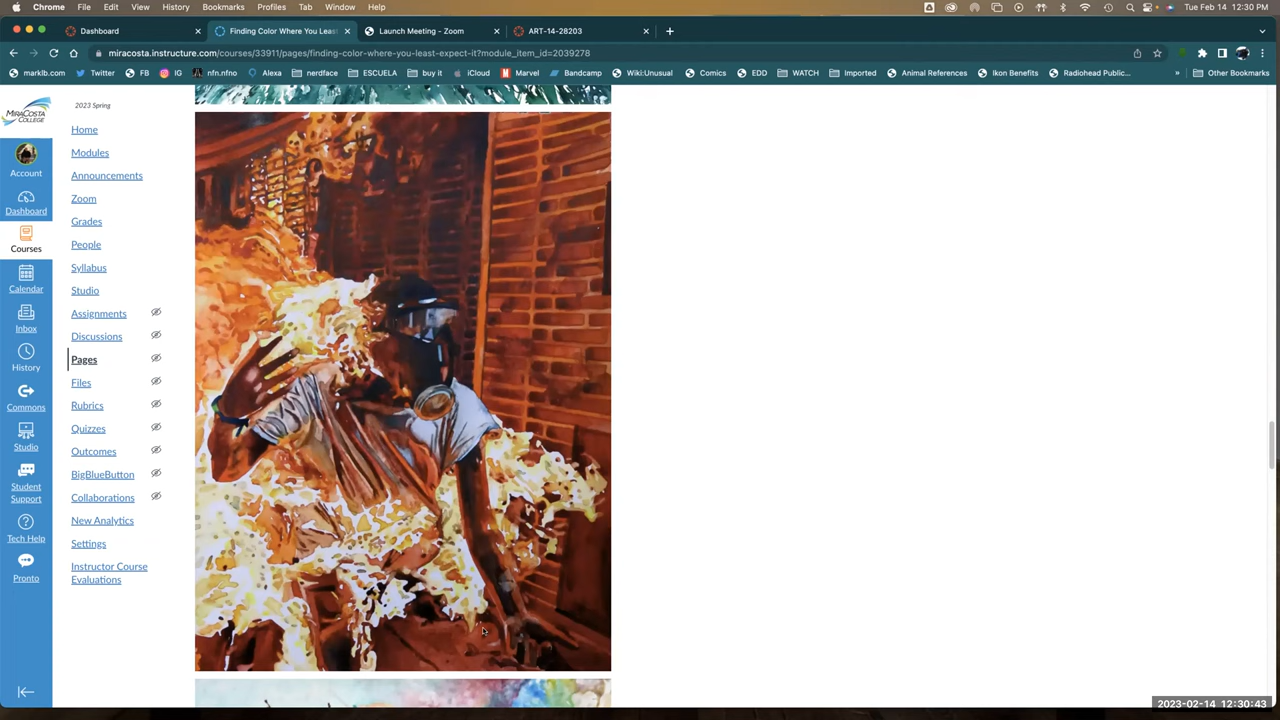 Chrome File Edit View History Bookmarks Profiles Tab Window Help Tue Feb 14 12:30 PM
Dashboard Finding Color Where You Leas Launch Meeting - Zoom ART-14-28203
miracosta.instructure.com/courses/33911/pages/finding-color-where-you-least-expect-it?module_item_id=2039278
marklb.com Twitter FB IG nfn.nfno Alexa nerdface ESCUELA buy it iCloud Marvel Bandcamp Wiki:Unusual Comics EDD WATCH Imported Animal References Ikon Benefits Radiohead Public... » Other Bookmarks
MIRACOSTA
COLLEGE
Account
Dashboard
Courses
Calendar
Inbox
History
Commons
Studio
Student
Support
Tech Help
Pronto
2023 Spring
Home
Modules
Announcements
Zoom
Grades
People
Syllabus
Studio
Assignments
Discussions
Pages
Files
Rubrics
Quizzes
Outcomes
BigBlueButton
Collaborations
New Analytics
Settings
Instructor Course
Evaluations
2023-02-14 12:30:43